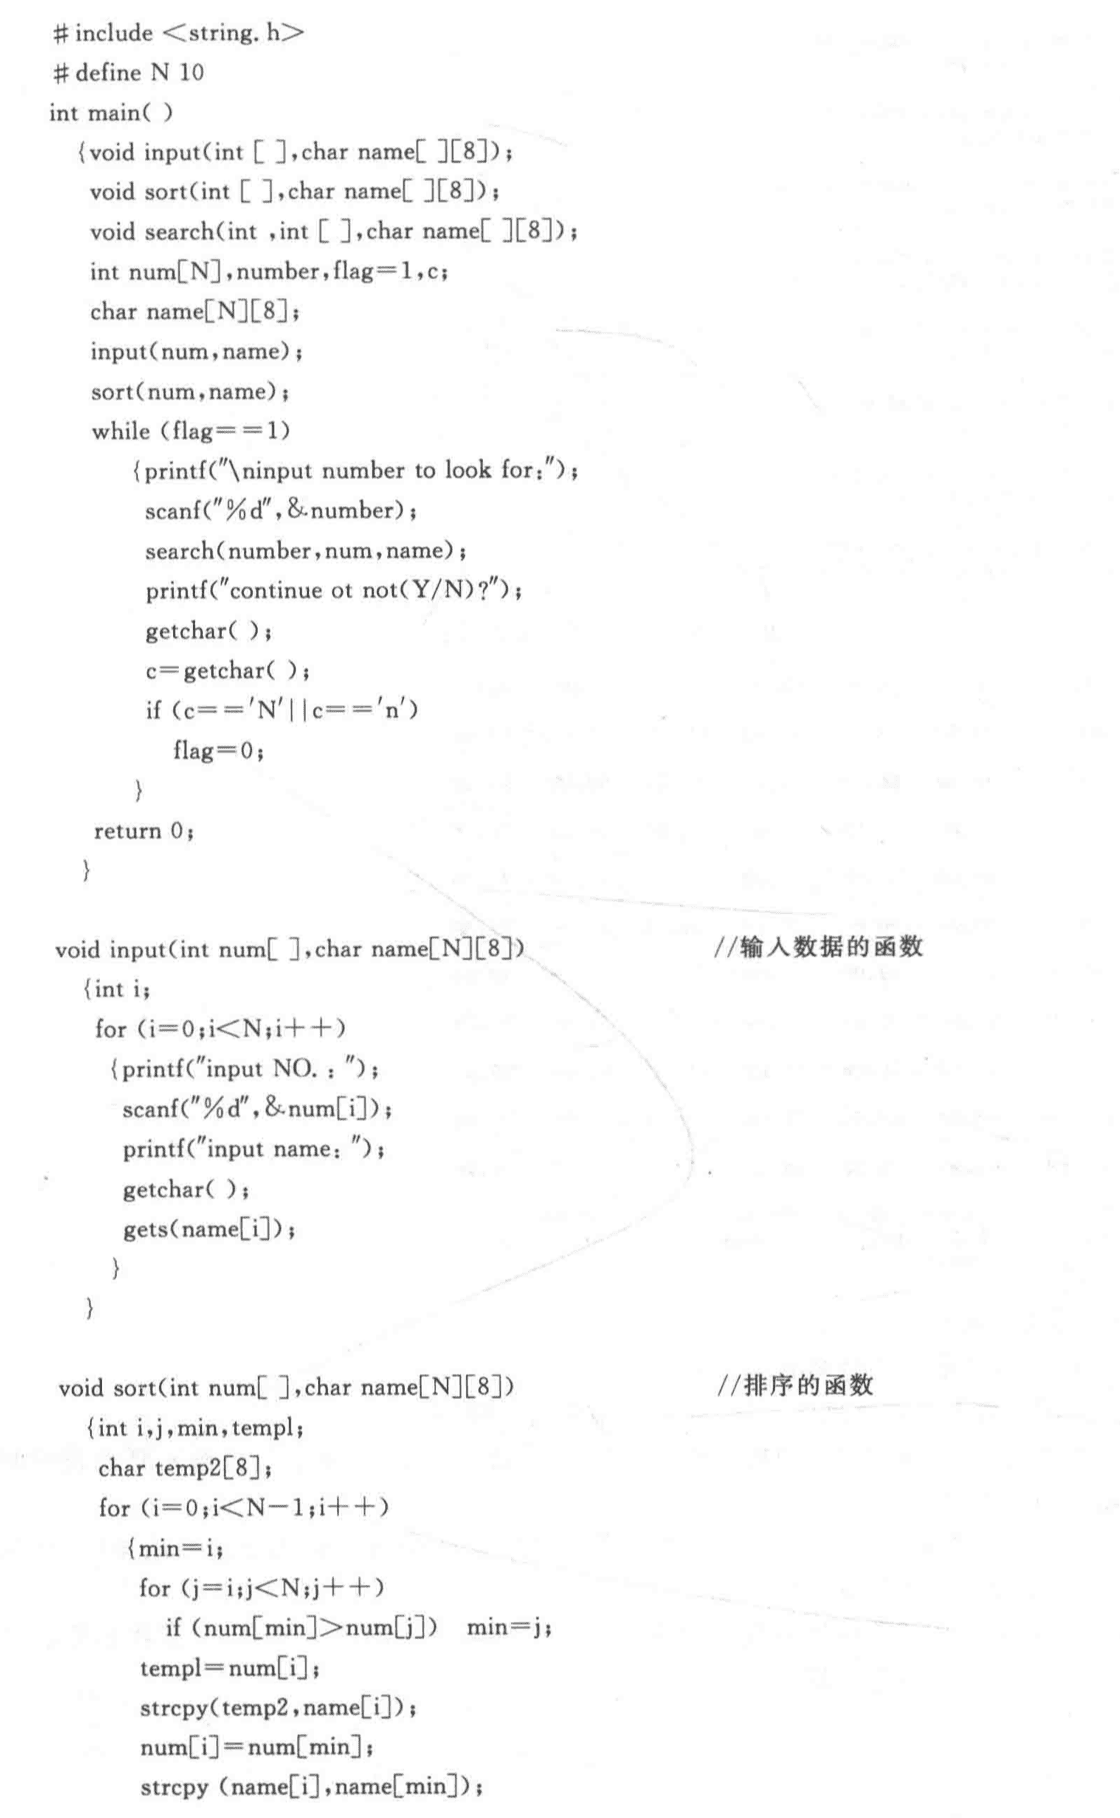 #include <string.h>
#define N 10
int main( )
{void input(int [ ],char name[ ][8]);
void sort(int [ ],char name[ ][8]);
void search(int ,int [ ],char name[ ][8]);
int num[N],number,flag=1,c;
char name[N][8];
input(num,name);
sort(num,name);
while (flag==1)
{printf("\ninput number to look for:");
scanf("%d",&number);
search(number,num,name);
printf("continue ot not(Y/N)?");
getchar( );
c=getchar( );
if (c=='N'||c=='n')
flag=0;
}
return 0;
}
void input(int num[ ],char name[N][8]) //输入数据的函数
{int i;
for (i=0;i<N;i++)
{printf("input NO. : ");
scanf("%d",&num[i]);
printf("input name: ");
getchar( );
gets(name[i]);
}
}
void sort(int num[ ],char name[N][8]) //排序的函数
{int i,j,min,templ;
char temp2[8];
for (i=0;i<N-1;i++)
{min=i;
for (j=i;j<N;j++)
if (num[min]>num[j]) min=j;
templ=num[i];
strcpy(temp2,name[i]);
num[i]=num[min];
strcpy (name[i],name[min]);